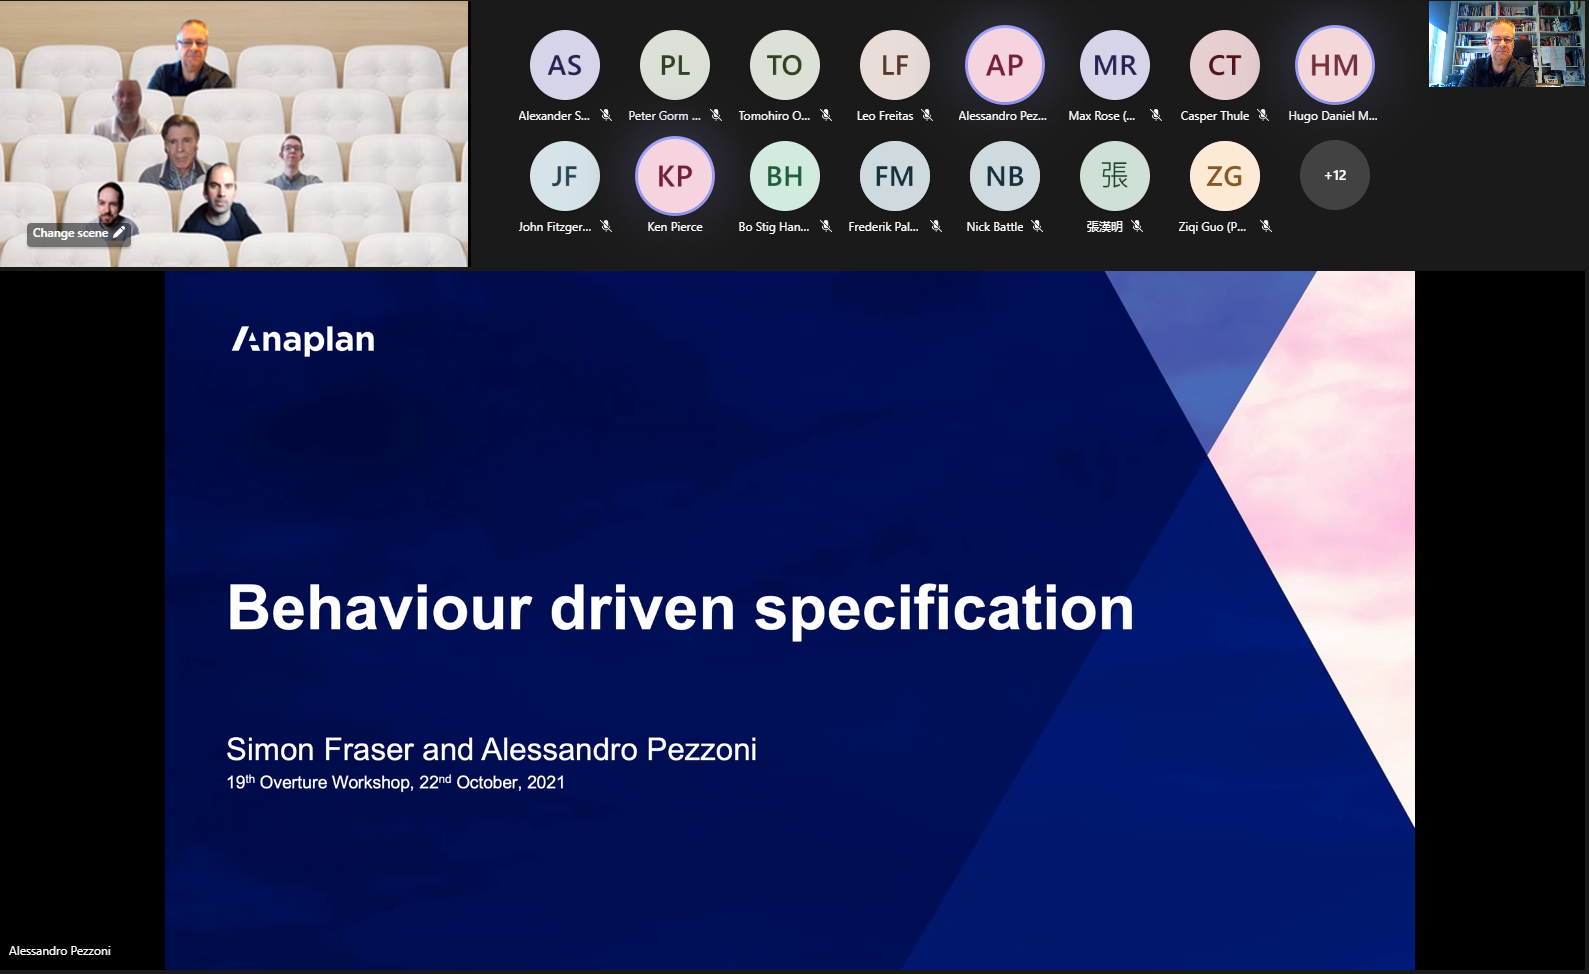 AS
PL
TO
LF
AP
MR
CT
HM
Alexander S...
Peter Gorm ...
Tomohiro O...
Leo Freitas
Alessandro Pez...
Max Rose (...
Casper Thule
Hugo Daniel M...
JF
KP
BH
FM
NB
張
ZG
+12
John Fitzger...
Ken Pierce
Bo Stig Han...
Frederik Pal...
Nick Battle
張漢明
Ziqi Guo (P...
Change scene
Anaplan
Behaviour driven specification
Simon Fraser and Alessandro Pezzoni
19th Overture Workshop, 22nd October, 2021
Alessandro Pezzoni